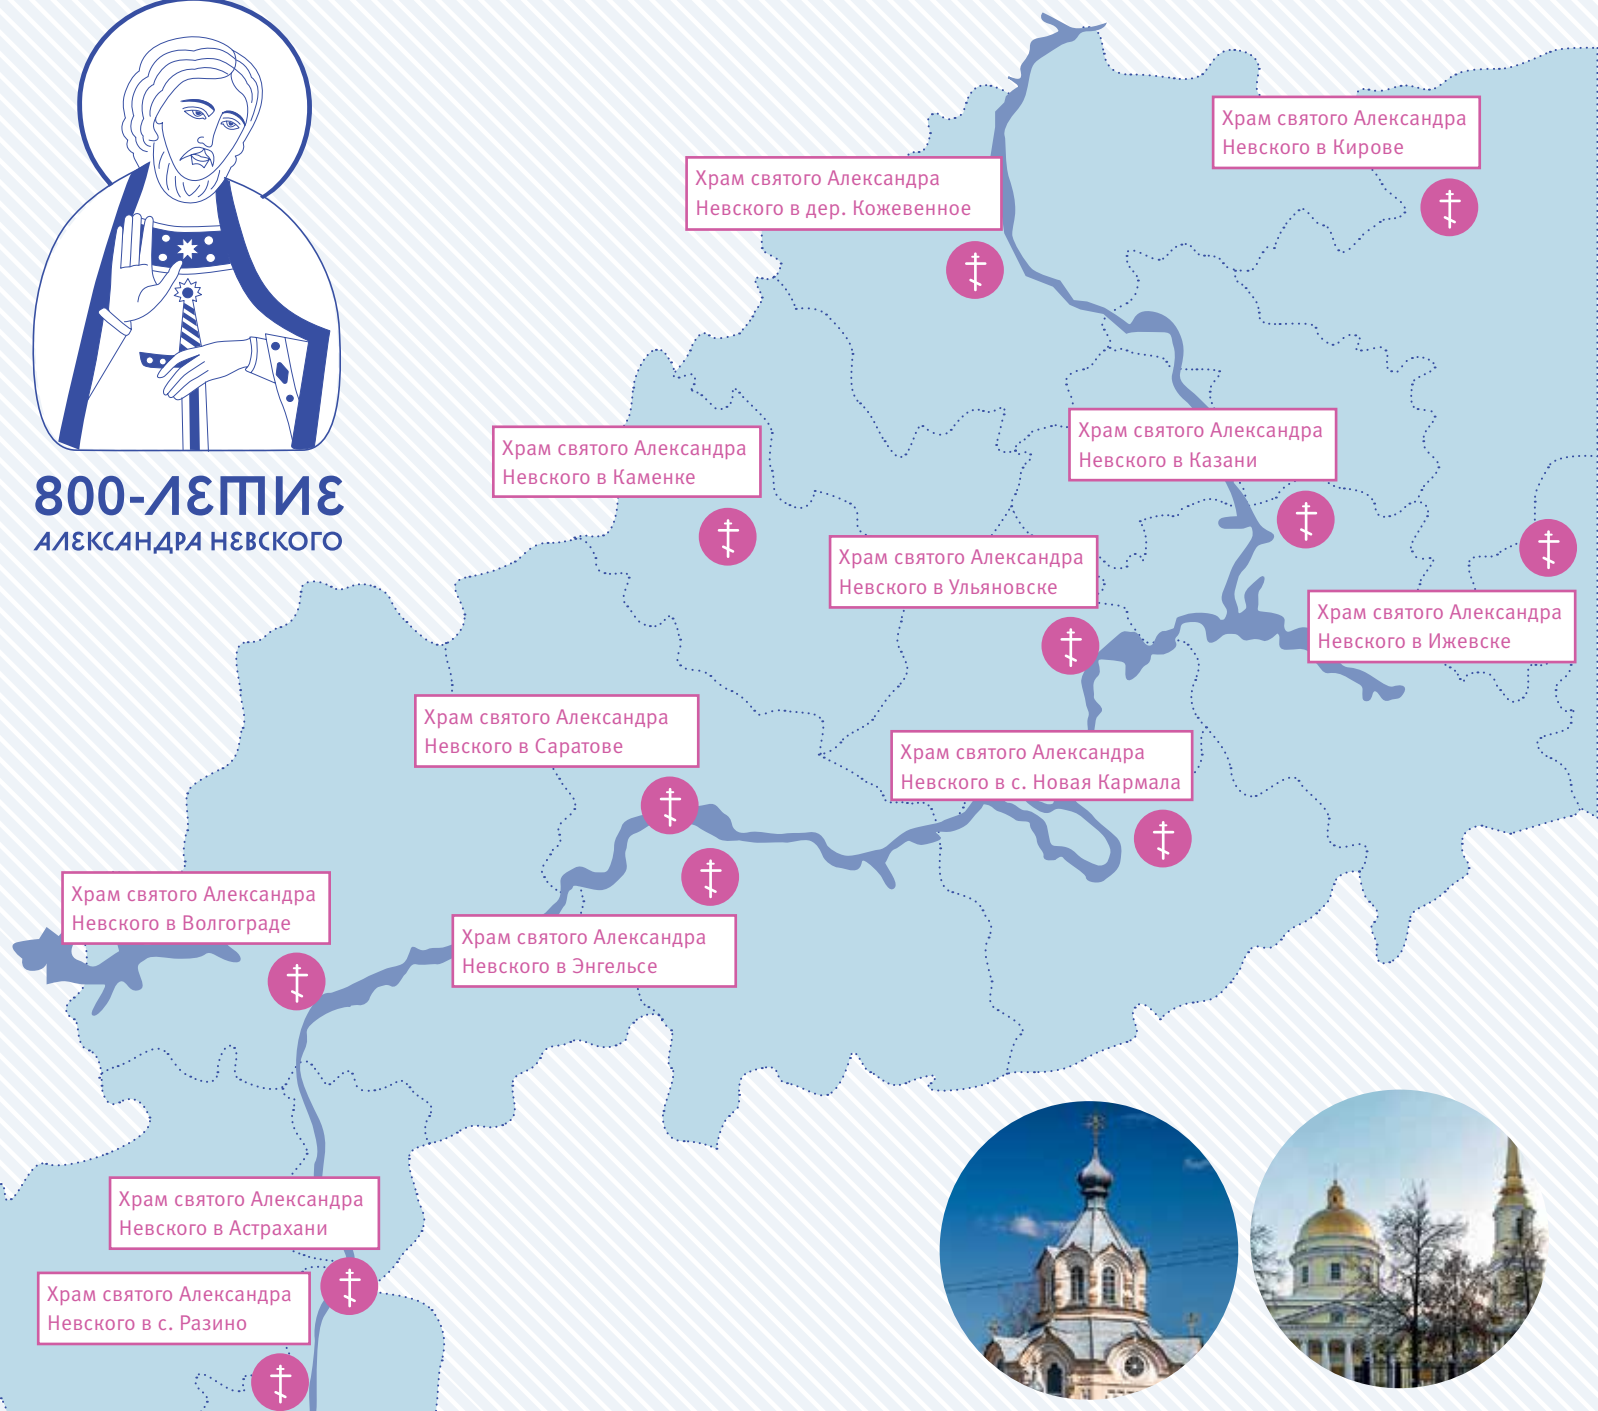 800-ЛЕТИЕ
АЛЕКСАНДРА НЕВСКОГО
Храм святого Александра
Невского в Кирове
Храм святого Александра
Невского в дер. Кожевенное
Храм святого Александра
Невского в Казани
Храм святого Александра
Невского в Каменке
Храм святого Александра
Невского в Ульяновске
Храм святого Александра
Невского в Ижевске
Храм святого Александра
Невского в Саратове
Храм святого Александра
Невского в с. Новая Кармала
Храм святого Александра
Невского в Волгограде
Храм святого Александра
Невского в Энгельсе
Храм святого Александра
Невского в Астрахани
Храм святого Александра
Невского в с. Разино